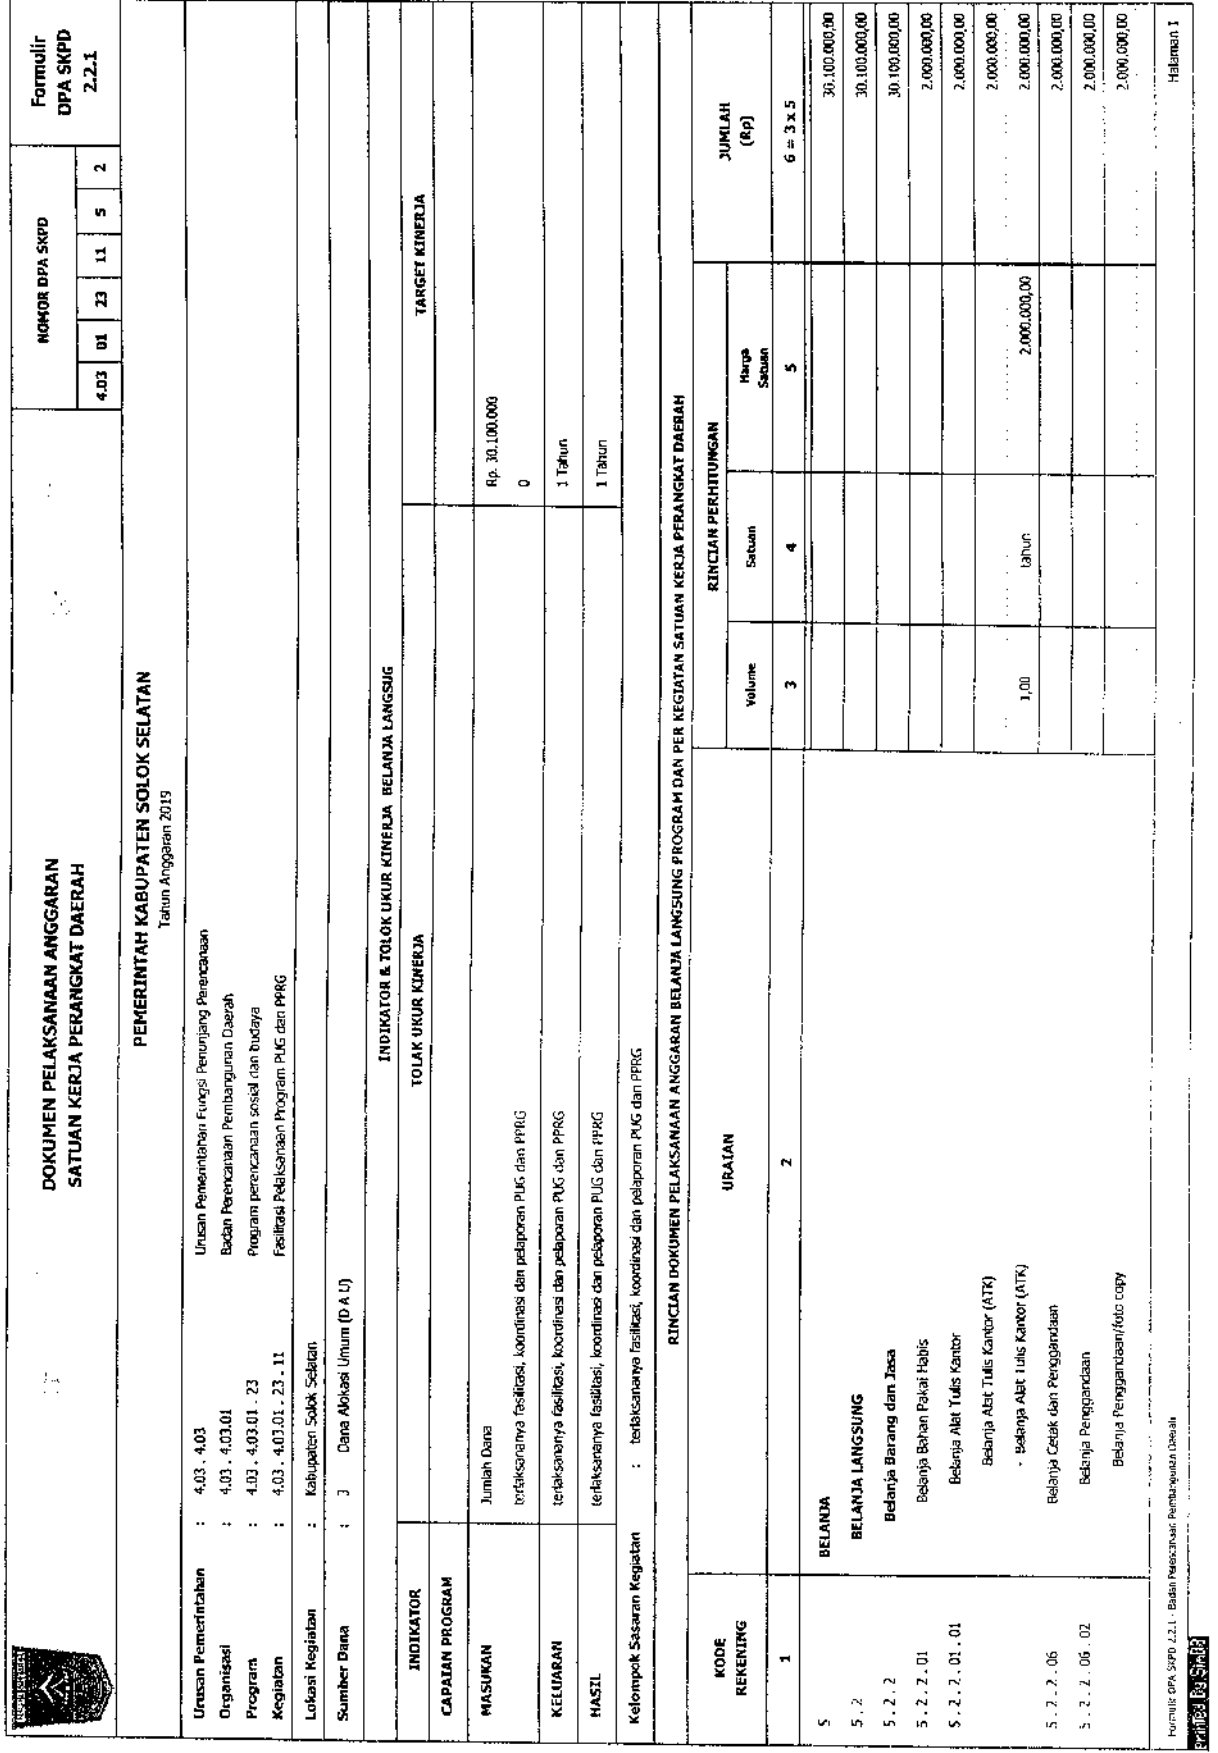 DOKUMEN PELAKSANAAN ANGGARAN
SATUAN KERJA PERANGKAT DAERAH
NOMOR DPA SKPD
4.03 01 23 11 5 2
Formulir
DPA SKPD
2.2.1
PEMERINTAH KABUPATEN SOLOK SELATAN
Tahun Anggaran 2019
Urusan Pemerintahan : 4.03 . 4.03 Urusan Pemerintahan Fungsi Penunjang Perencanaan
Organisasi : 4.03 . 4.03.01 Badan Perencanaan Pembangunan Daerah
Program : 4.03 . 4.03.01 . 23 Program perencanaan sosial dan budaya
Kegiatan : 4.03 . 4.03.01 . 23 . 11 Fasilitasi Pelaksanaan Program PUG dan PPRG
Lokasi Kegiatan : Kabupaten Solok Selatan
Sumber Dana : 3 Dana Alokasi Umum (D A U)
INDIKATOR & TOLOK UKUR KINERJA BELANJA LANGSUG
INDIKATOR TOLAK UKUR KINERJA TARGET KINERJA
CAPAIAN PROGRAM
MASUKAN Jumlah Dana Rp. 30.100.000
terlaksananya fasilitasi, koordinasi dan pelaporan PUG dan PPRG 0
KELUARAN terlaksananya fasilitasi, koordinasi dan pelaporan PUG dan PPRG 1 Tahun
HASIL terlaksananya fasilitasi, koordinasi dan pelaporan PUG dan PPRG 1 Tahun
Kelompok Sasaran Kegiatan : terlaksananya fasilitasi, koordinasi dan pelaporan PUG dan PPRG
RINCIAN DOKUMEN PELAKSANAAN ANGGARAN BELANJA LANGSUNG PROGRAM DAN PER KEGIATAN SATUAN KERJA PERANGKAT DAERAH
KODE REKENING URAIAN RINCIAN PERHITUNGAN JUMLAH (Rp)
Volume Satuan Harga Satuan
1 2 3 4 5 6 = 3 x 5
5 BELANJA 30.100.000,00
5 . 2 BELANJA LANGSUNG 30.100.000,00
5 . 2 . 2 Belanja Barang dan Jasa 30.100.000,00
5 . 2 . 2 . 01 Belanja Bahan Pakai Habis 2.000.000,00
5 . 2 . 2 . 01 . 01 Belanja Alat Tulis Kantor 2.000.000,00
Belanja Alat Tulis Kantor (ATK) 2.000.000,00
- Belanja Alat Tulis Kantor (ATK) 1,00 tahun 2.000.000,00 2.000.000,00
5 . 2 . 2 . 06 Belanja Cetak dan Penggandaan 2.000.000,00
5 . 2 . 2 . 06 . 02 Belanja Penggandaan 2.000.000,00
Belanja Penggandaan/foto copy 2.000.000,00
Formulir DPA SKPD 2.2.1 - Badan Perencanaan Pembangunan Daerah Halaman 1